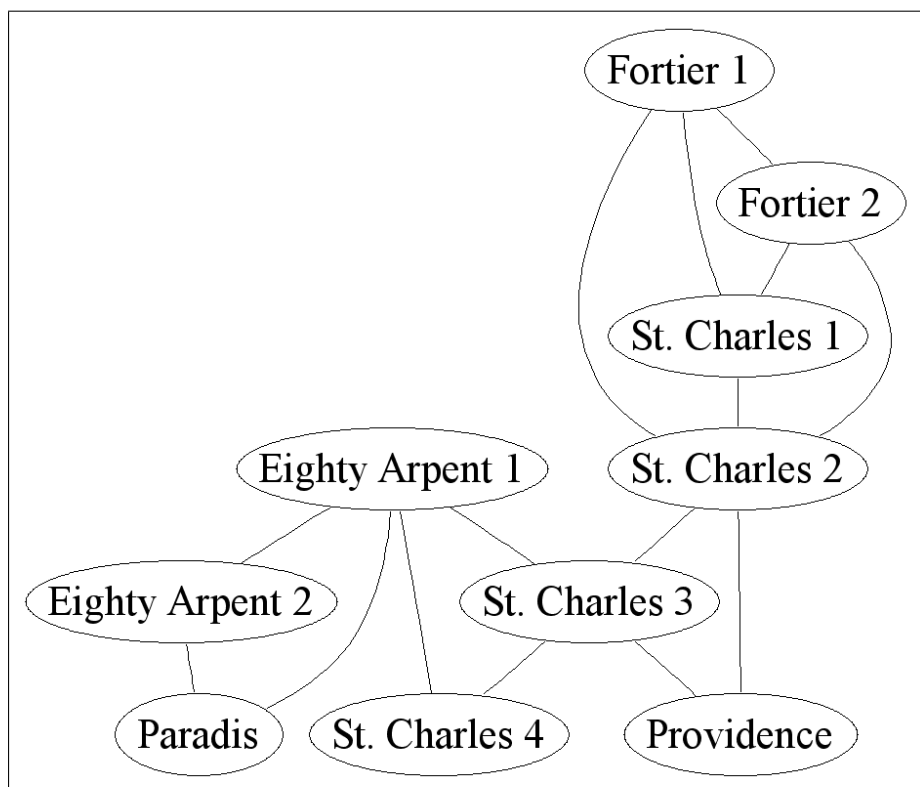 Fortier 1
Fortier 2
St. Charles 1
Eighty Arpent 1
St. Charles 2
Eighty Arpent 2
St. Charles 3
Paradis
St. Charles 4
Providence